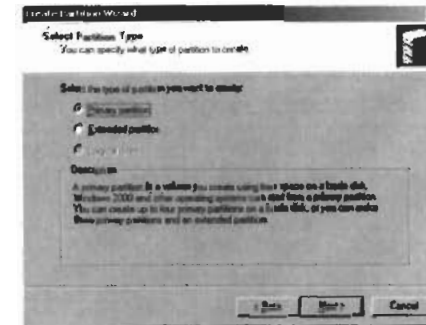 Create Partition Wizard
Select Partition Type
You can specify what type of partition to create.
Select the type of partition you want to create:
Primary partition
Extended partition
Logical drive
Description
A primary partition is a volume you create using free space on a basic disk.
Windows 2000 and other operating systems can start from a primary partition.
You can create up to four primary partitions on a basic disk, or you can make
three primary partitions and an extended partition.
< Back
Next >
Cancel